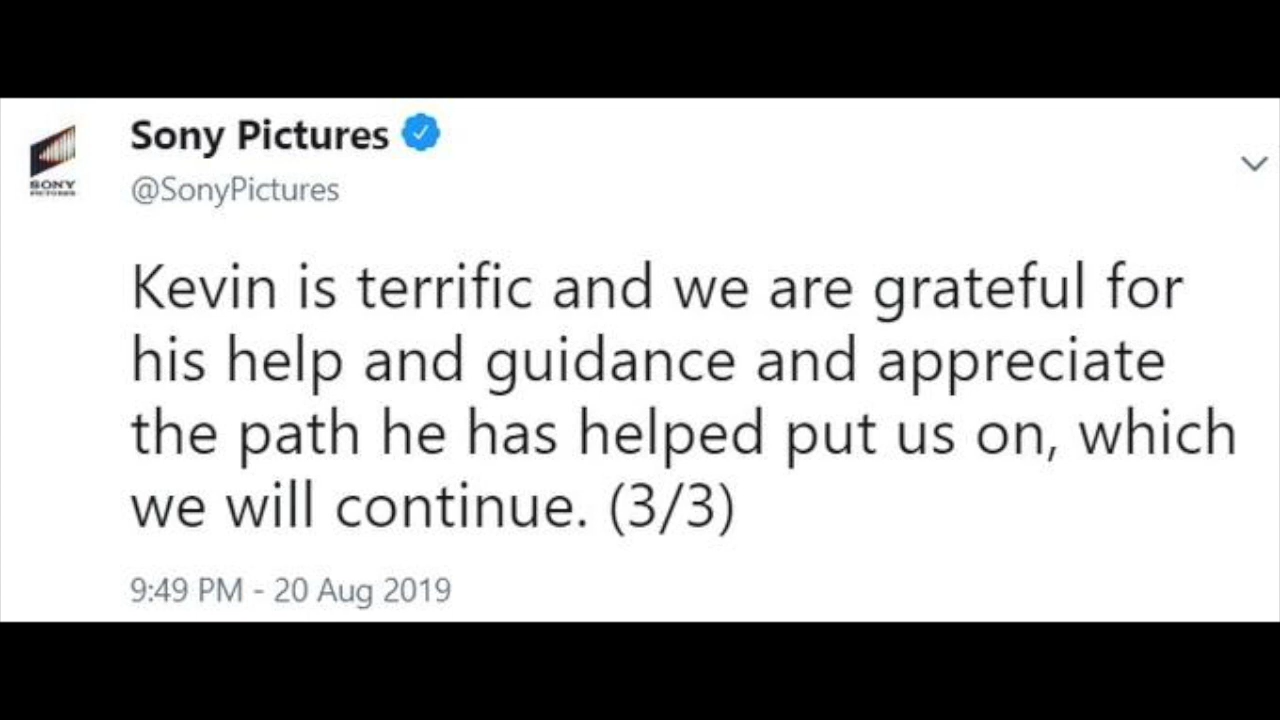 Sony Pictures
@SonyPictures
SONY
PICTURES
Kevin is terrific and we are grateful for
his help and guidance and appreciate
the path he has helped put us on, which
we will continue. (3/3)
9:49 PM - 20 Aug 2019